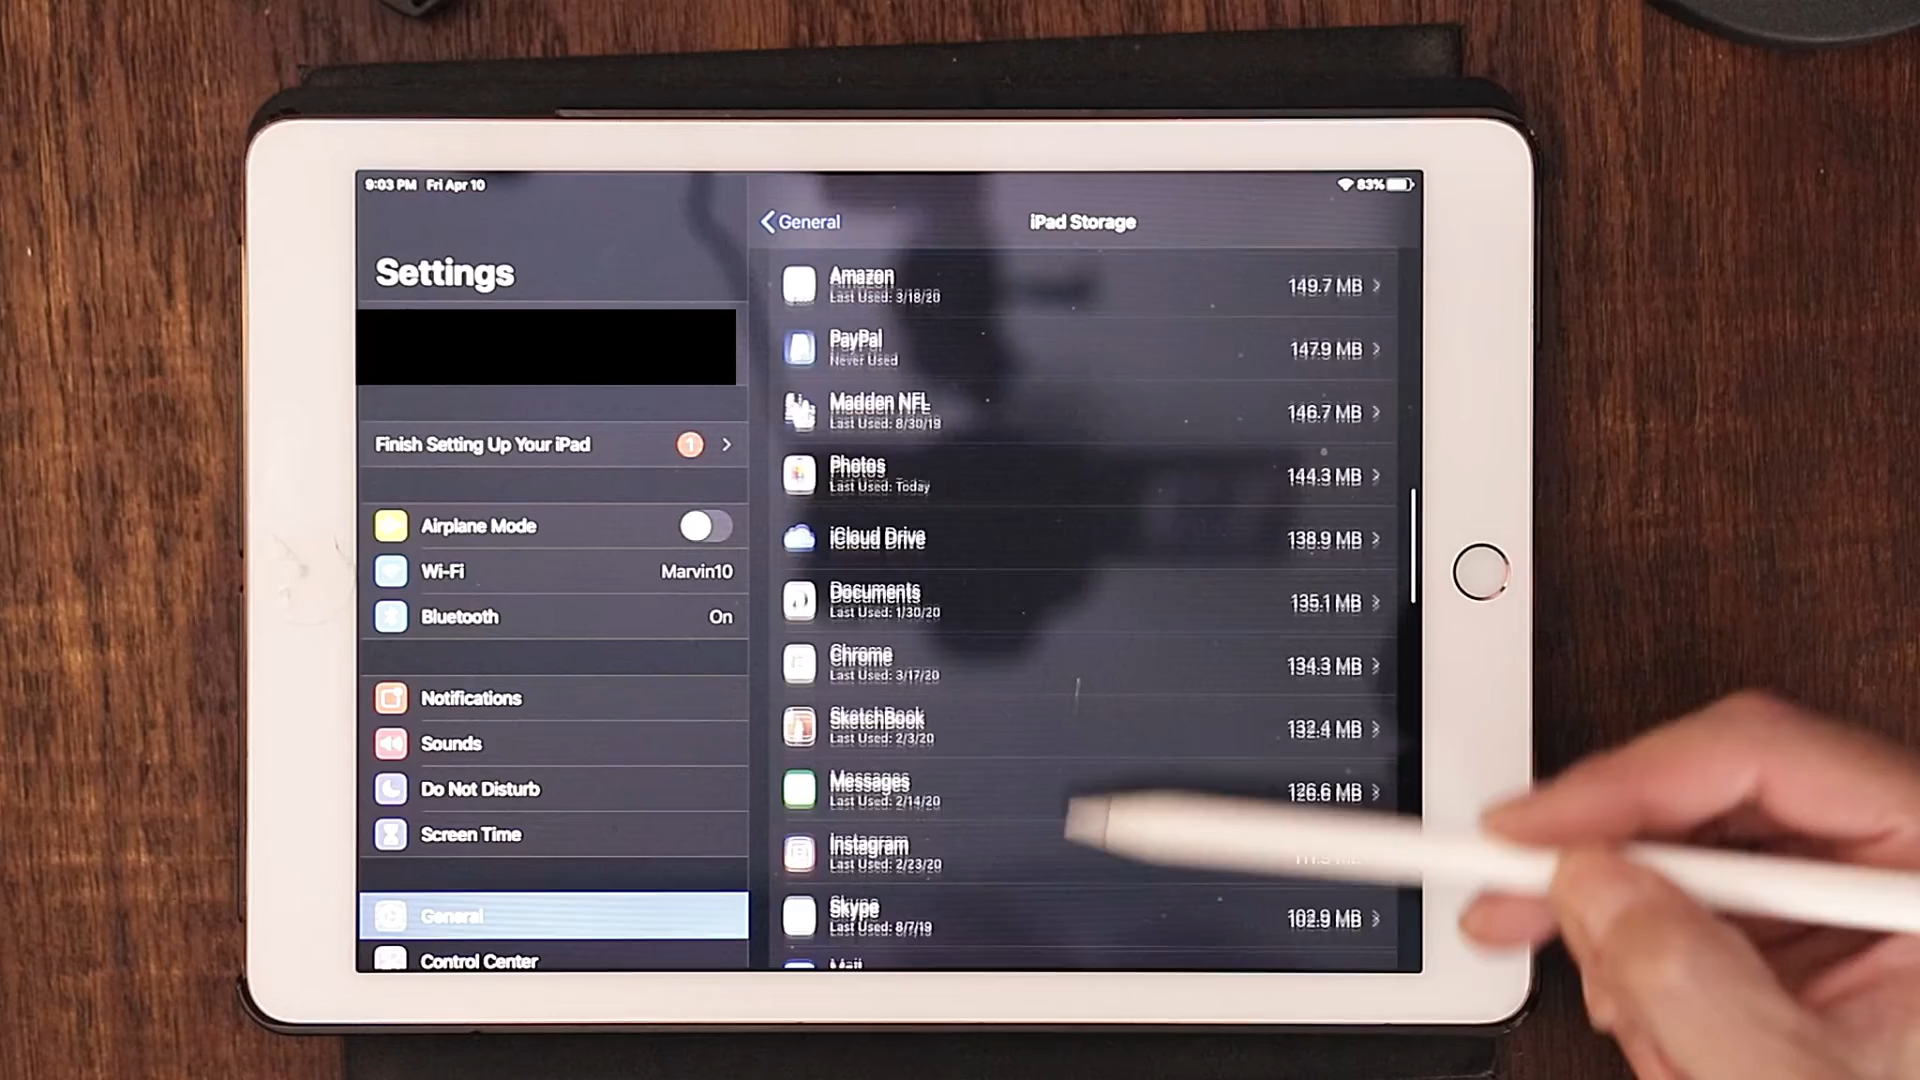 9:03 PM Fri Apr 10
83%
Settings
Finish Setting Up Your iPad 1
Airplane Mode
Wi-Fi Marvin10
Bluetooth On
Notifications
Sounds
Do Not Disturb
Screen Time
General
Control Center
General
iPad Storage
Amazon
Last Used: 3/18/20
149.7 MB
PayPal
Never Used
147.9 MB
Madden NFL
Last Used: 8/30/19
146.7 MB
Photos
Last Used: Today
144.3 MB
iCloud Drive
138.9 MB
Documents
Last Used: 1/30/20
135.1 MB
Chrome
Last Used: 3/17/20
134.3 MB
SketchBook
Last Used: 2/3/20
132.4 MB
Messages
Last Used: 2/14/20
126.6 MB
Instagram
Last Used: 2/23/20
Skype
Last Used: 8/7/19
102.9 MB
Mail